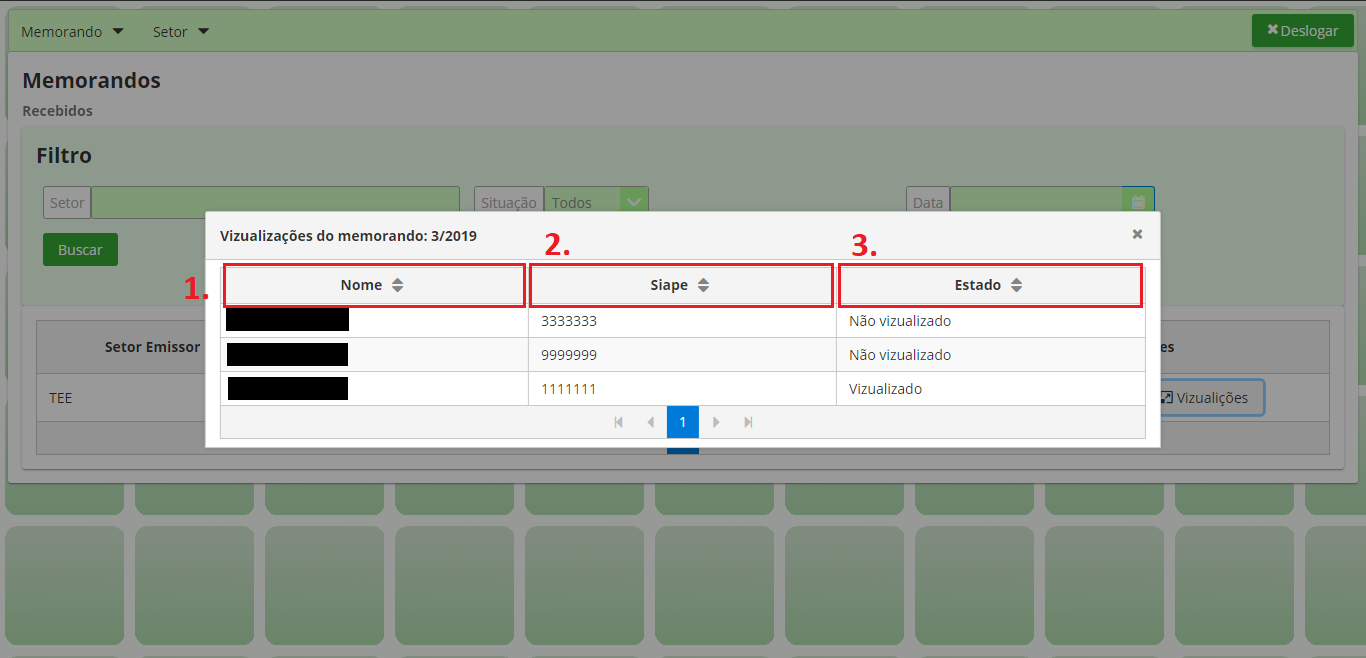 Memorando Setor Deslogar
Memorandos
Recebidos
Filtro
Setor Situação Todos Data
Buscar
Vizualizações do memorando: 3/2019
1. 2. 3.
Nome Siape Estado
3333333 Não vizualizado
9999999 Não vizualizado
1111111 Vizualizado
1
Setor Emissor es
TEE Vizualições